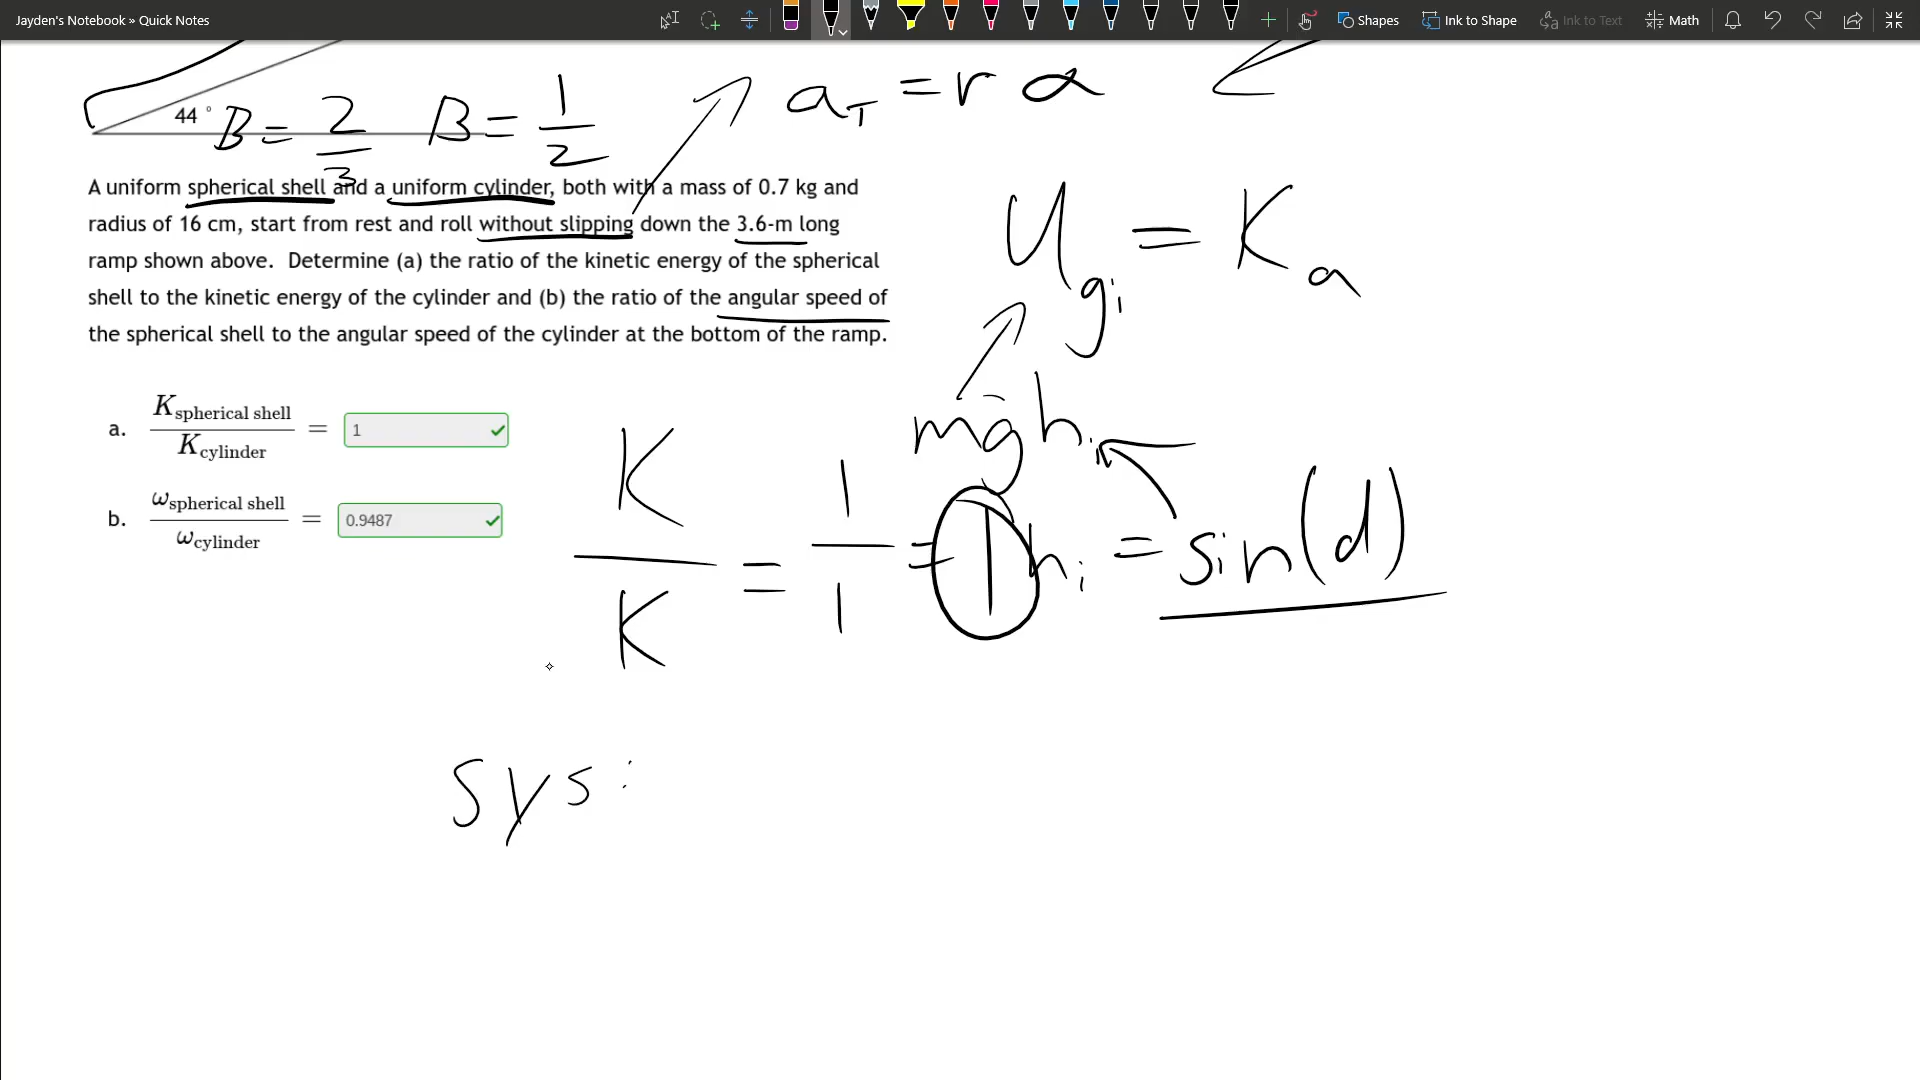 Jayden's Notebook » Quick Notes
Shapes Ink to Shape Ink to Text Math
44° B = 2/3 B = 1/2
a_T = r α
A uniform spherical shell and a uniform cylinder, both with a mass of 0.7 kg and
radius of 16 cm, start from rest and roll without slipping down the 3.6-m long
ramp shown above. Determine (a) the ratio of the kinetic energy of the spherical
shell to the kinetic energy of the cylinder and (b) the ratio of the angular speed of
the spherical shell to the angular speed of the cylinder at the bottom of the ramp.
U_gi = K_a
mghi
a. K_spherical shell / K_cylinder = 1
b. ω_spherical shell / ω_cylinder = 0.9487
K/K = 1/1 = 1
hi = sin(d)
Sys: